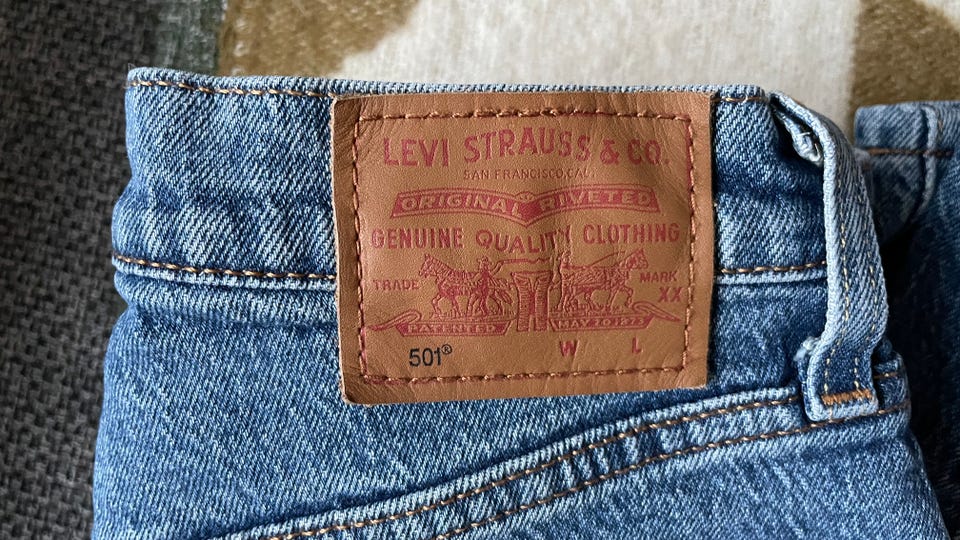 LEVI STRAUSS & CO.
SAN FRANCISCO,CAL.
ORIGINAL RIVETED
GENUINE QUALITY CLOTHING
TRADE MARK
XX
PATENTED MAY 20 1873
501® W L